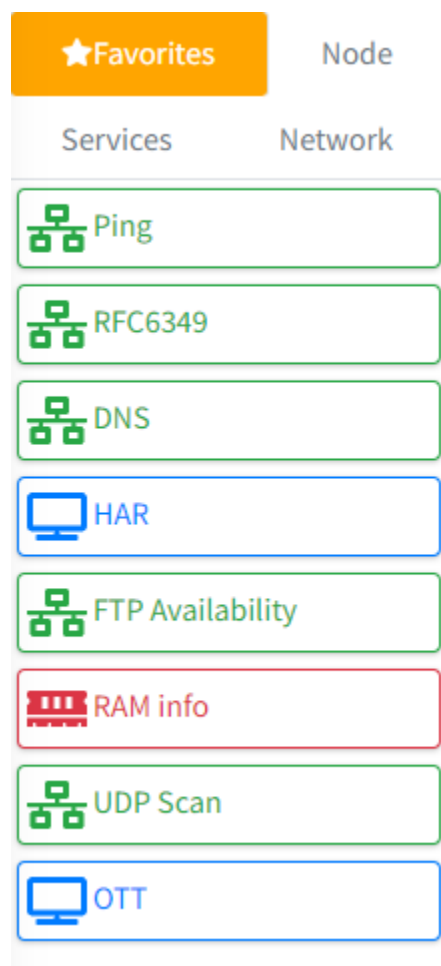 Favorites Node
Services Network
Ping
RFC6349
DNS
HAR
FTP Availability
RAM info
UDP Scan
OTT